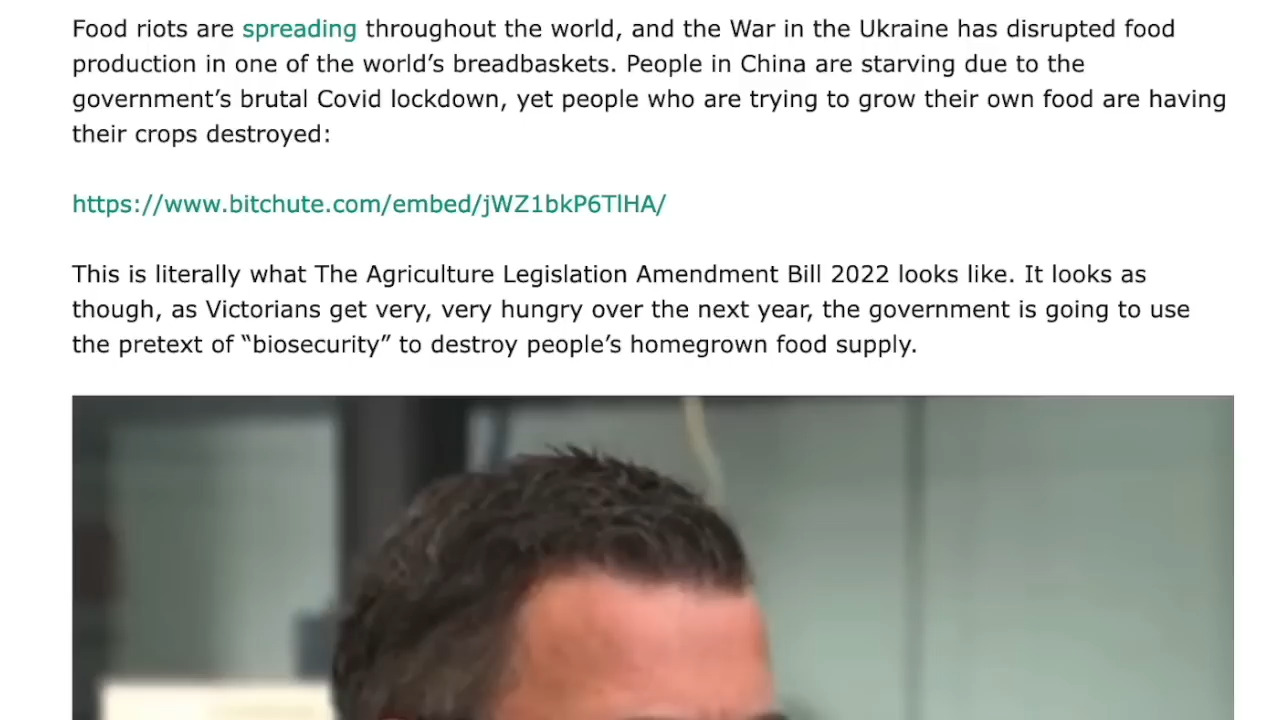 Food riots are spreading throughout the world, and the War in the Ukraine has disrupted food
production in one of the world’s breadbaskets. People in China are starving due to the
government’s brutal Covid lockdown, yet people who are trying to grow their own food are having
their crops destroyed:
https://www.bitchute.com/embed/jWZ1bkP6TlHA/
This is literally what The Agriculture Legislation Amendment Bill 2022 looks like. It looks as
though, as Victorians get very, very hungry over the next year, the government is going to use
the pretext of “biosecurity” to destroy people’s homegrown food supply.